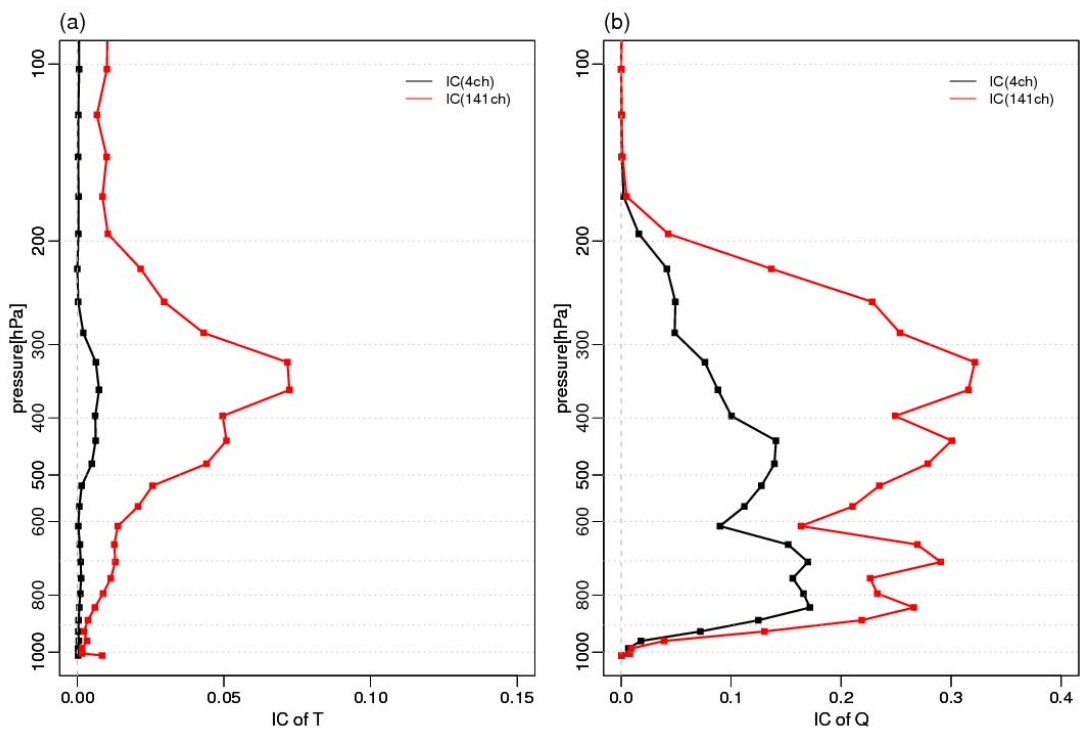 (a)
IC(4ch)
IC(141ch)
pressure[hPa]
100
200
300
400
500
600
800
1000
0.00 0.05 0.10 0.15
IC of T
(b)
IC(4ch)
IC(141ch)
pressure[hPa]
100
200
300
400
500
600
800
1000
0.0 0.1 0.2 0.3 0.4
IC of Q